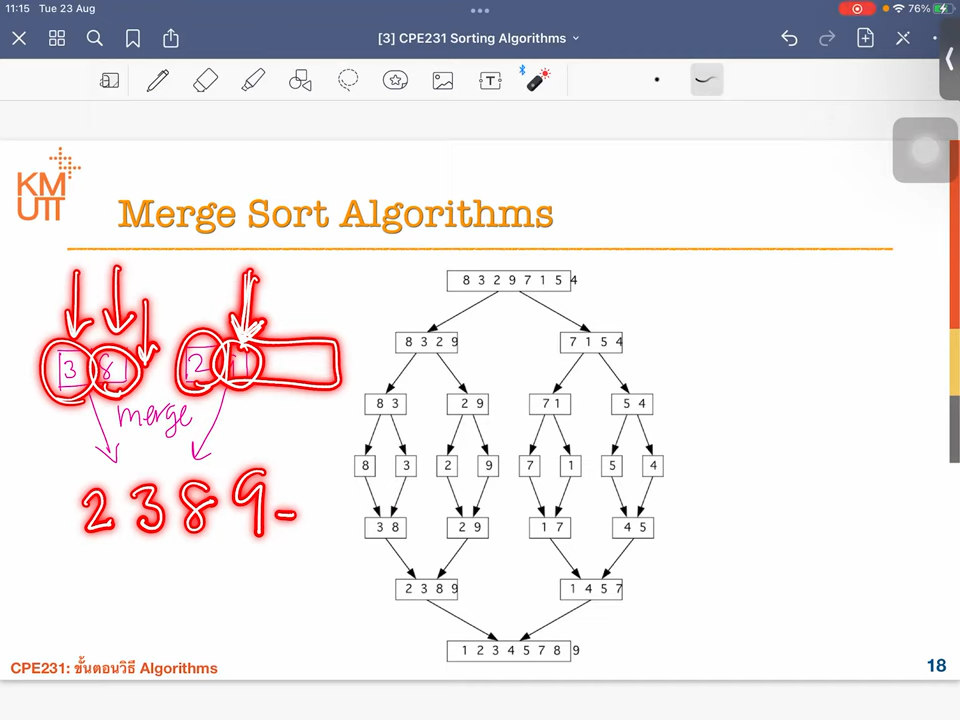 11:15 Tue 23 Aug 76%
[3] CPE231 Sorting Algorithms
T
KM
UTT
Merge Sort Algorithms
8 3 2 9 7 1 5 4
8 3 2 9 7 1 5 4
8 3 2 9 7 1 5 4
8 3 2 9 7 1 5 4
3 8 2 9 1 7 4 5
2 3 8 9 1 4 5 7
1 2 3 4 5 7 8 9
3 8 2
merge
2 3 8 9 -
CPE231: ขั้นตอนวิธี Algorithms 18